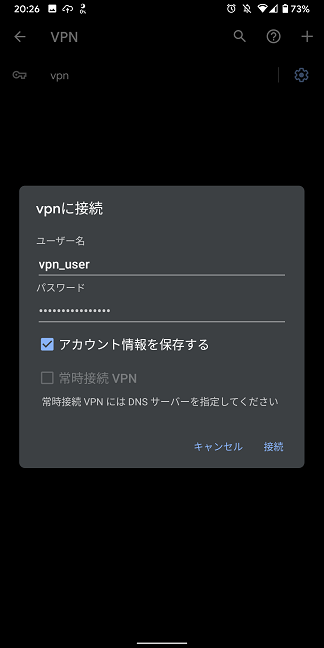 20:26
73%
VPN
vpn
vpnに接続
ユーザー名
vpn_user
パスワード
••••••••••••••••
アカウント情報を保存する
常時接続 VPN
常時接続 VPN には DNS サーバーを指定してください
キャンセル 接続